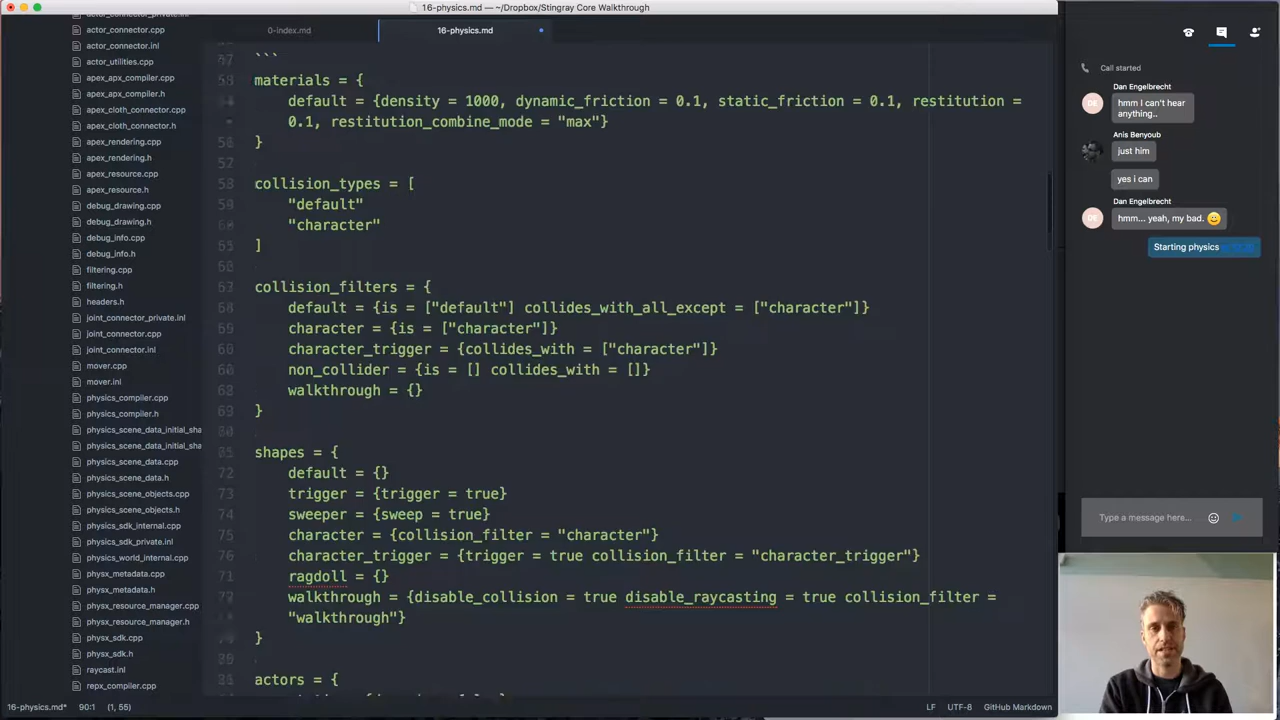 16-physics.md — ~/Dropbox/Stingray Core Walkthrough
0-index.md
16-physics.md
actor_connector.cpp
actor_connector.inl
actor_utilities.cpp
apex_apx_compiler.cpp
apex_apx_compiler.h
apex_cloth_connector.cpp
apex_cloth_connector.h
apex_rendering.cpp
apex_rendering.h
apex_resource.cpp
apex_resource.h
debug_drawing.cpp
debug_drawing.h
debug_info.cpp
debug_info.h
filtering.cpp
filtering.h
headers.h
joint_connector_private.inl
joint_connector.cpp
joint_connector.inl
mover.cpp
mover.inl
physics_compiler.cpp
physics_compiler.h
physics_scene_data_initial_sha
physics_scene_data_initial_sha
physics_scene_data.cpp
physics_scene_data.h
physics_scene_objects.cpp
physics_scene_objects.h
physics_sdk_internal.cpp
physics_sdk_private.inl
physics_world_internal.cpp
physx_metadata.cpp
physx_metadata.h
physx_resource_manager.cpp
physx_resource_manager.h
physx_sdk.cpp
physx_sdk.h
raycast.inl
repx_compiler.cpp
```
materials = {
default = {density = 1000, dynamic_friction = 0.1, static_friction = 0.1, restitution =
0.1, restitution_combine_mode = "max"}
}
collision_types = [
"default"
"character"
]
collision_filters = {
default = {is = ["default"] collides_with_all_except = ["character"]}
character = {is = ["character"]}
character_trigger = {collides_with = ["character"]}
non_collider = {is = [] collides_with = []}
walkthrough = {}
}
shapes = {
default = {}
trigger = {trigger = true}
sweeper = {sweep = true}
character = {collision_filter = "character"}
character_trigger = {trigger = true collision_filter = "character_trigger"}
ragdoll = {}
walkthrough = {disable_collision = true disable_raycasting = true collision_filter =
"walkthrough"}
}
actors = {
16-physics.md* 90:1 (1, 55)
LF UTF-8 GitHub Markdown
Call started
Dan Engelbrecht
hmm I can't hear
anything..
Anis Benyoub
just him
yes i can
Dan Engelbrecht
hmm... yeah, my bad.
Starting physics
Type a message here...